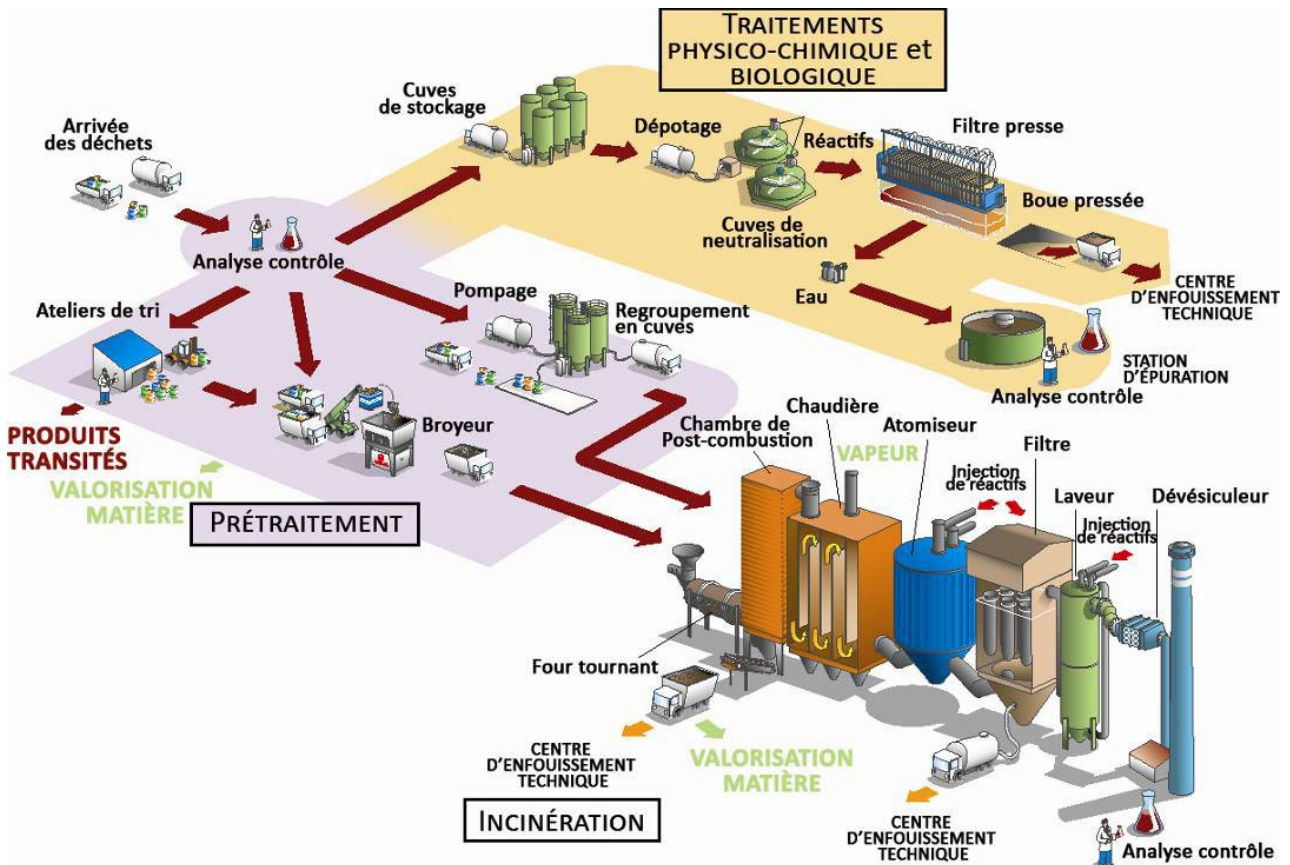 TRAITEMENTS
PHYSICO-CHIMIQUE et
BIOLOGIQUE
Cuves
de stockage
Arrivée
des déchets
Dépotage
Réactifs
Filtre presse
Boue pressée
Cuves de
neutralisation
Analyse contrôle
Eau
CENTRE
D'ENFOUISSEMENT
TECHNIQUE
Pompage
Regroupement
en cuves
Ateliers de tri
STATION
D'ÉPURATION
Analyse contrôle
Chaudière
Chambre de
Post-combustion
Atomiseur
Broyeur
PRODUITS
TRANSITÉS
VAPEUR
Filtre
Injection
de réactifs
Laveur
Dévésiculeur
VALORISATION
MATIÈRE
PRÉTRAITEMENT
Injection
de réactifs
Four tournant
CENTRE
D'ENFOUISSEMENT
TECHNIQUE
VALORISATION
MATIÈRE
INCINÉRATION
CENTRE
D'ENFOUISSEMENT
TECHNIQUE
Analyse contrôle